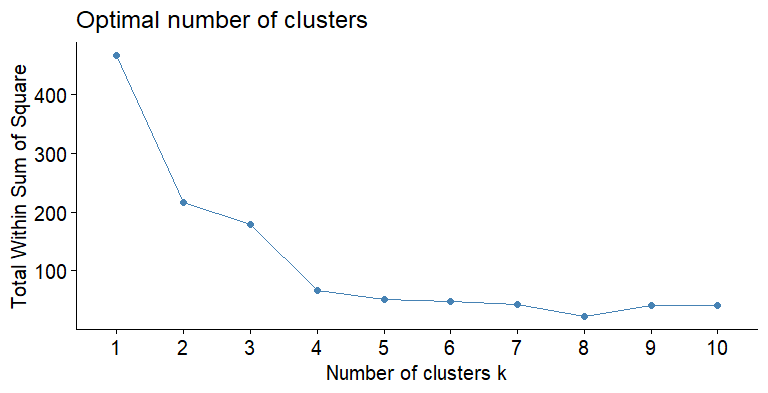 Optimal number of clusters
Total Within Sum of Square
400
300
200
100
1 2 3 4 5 6 7 8 9 10
Number of clusters k